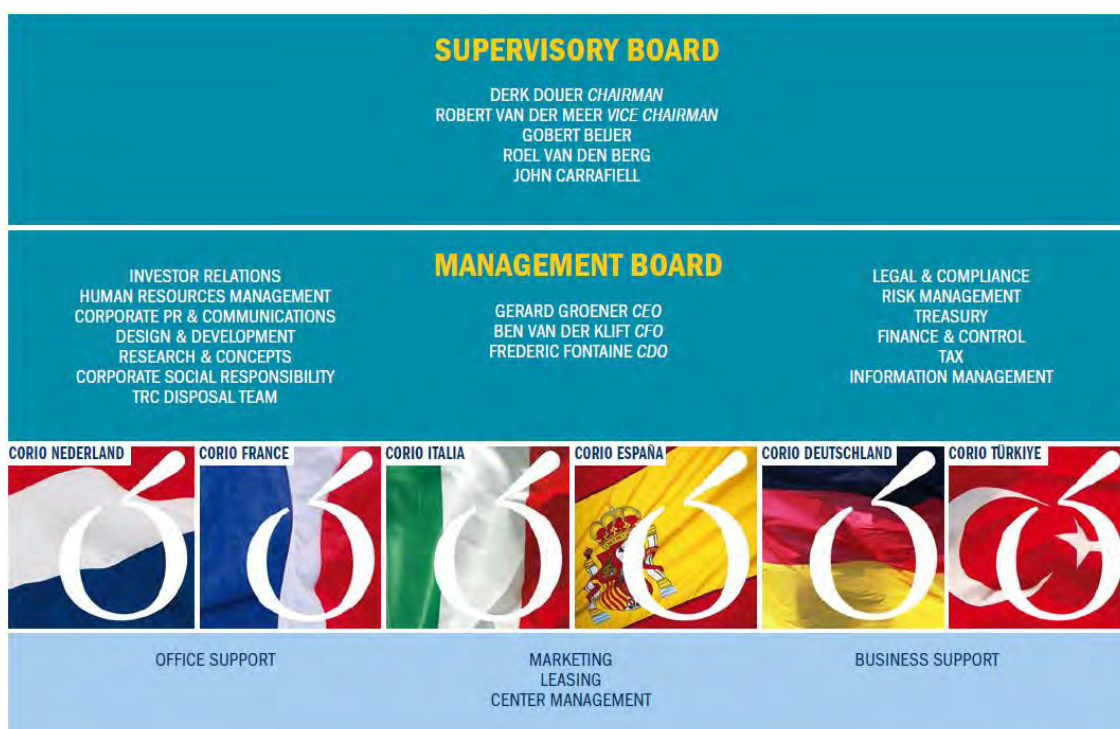 SUPERVISORY BOARD
DERK DOIJER CHAIRMAN
ROBERT VAN DER MEER VICE CHAIRMAN
GOBERT BEIJER
ROEL VAN DEN BERG
JOHN CARRAFIELL
MANAGEMENT BOARD
GERARD GROENER CEO
BEN VAN DER KLIFT CFO
FREDERIC FONTAINE CDO
INVESTOR RELATIONS
HUMAN RESOURCES MANAGEMENT
CORPORATE PR & COMMUNICATIONS
DESIGN & DEVELOPMENT
RESEARCH & CONCEPTS
CORPORATE SOCIAL RESPONSIBILITY
TRC DISPOSAL TEAM
LEGAL & COMPLIANCE
RISK MANAGEMENT
TREASURY
FINANCE & CONTROL
TAX
INFORMATION MANAGEMENT
CORIO NEDERLAND
CORIO FRANCE
CORIO ITALIA
CORIO ESPAÑA
CORIO DEUTSCHLAND
CORIO TÜRKIYE
OFFICE SUPPORT
MARKETING
LEASING
CENTER MANAGEMENT
BUSINESS SUPPORT